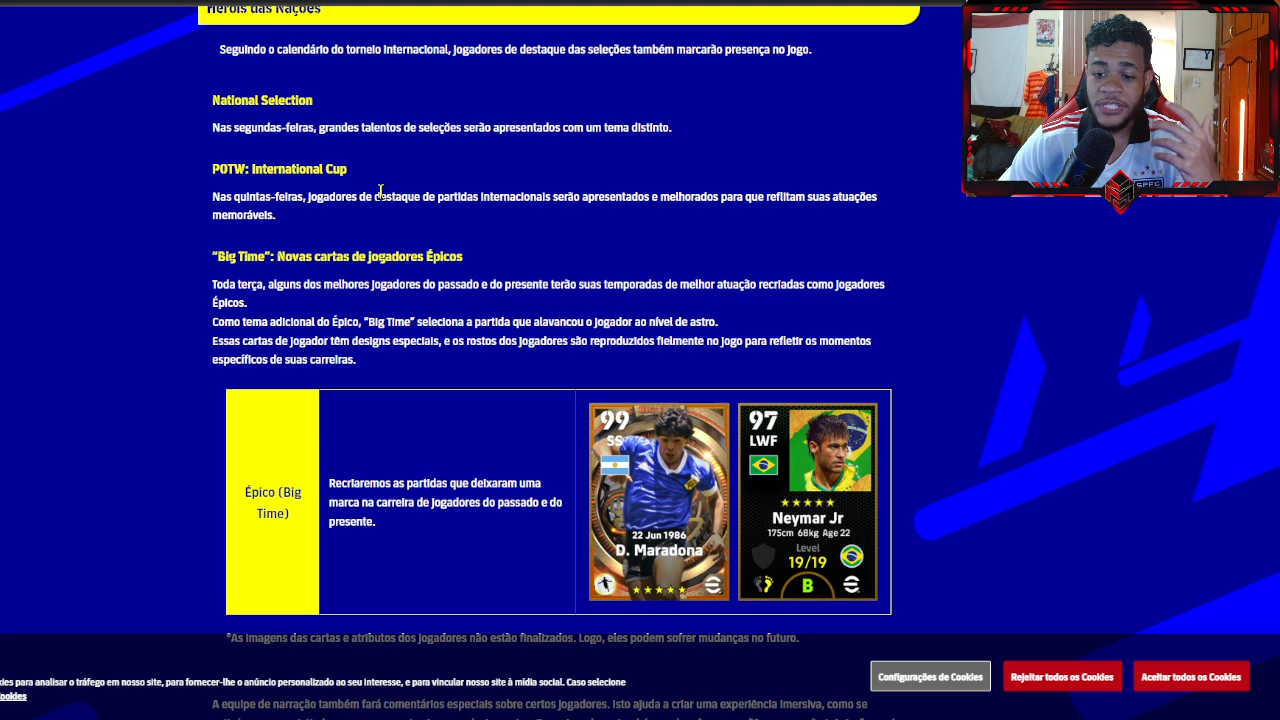 Heróis das Nações
Seguindo o calendário do torneio internacional, jogadores de destaque das seleções também marcarão presença no jogo.
National Selection
Nas segundas-feiras, grandes talentos de seleções serão apresentados com um tema distinto.
POTW: International Cup
Nas quintas-feiras, jogadores de destaque de partidas internacionais serão apresentados e melhorados para que reflitam suas atuações
memoráveis.
“Big Time”: Novas cartas de jogadores Épicos
Toda terça, alguns dos melhores jogadores do passado e do presente terão suas temporadas de melhor atuação recriadas como jogadores
Épicos.
Como tema adicional do Épico, "Big Time" seleciona a partida que alavancou o jogador ao nível de astro.
Essas cartas de jogador têm designs especiais, e os rostos dos jogadores são reproduzidos fielmente no jogo para refletir os momentos
específicos de suas carreiras.
Épico (Big
Time)
Recriaremos as partidas que deixaram uma
marca na carreira de jogadores do passado e do
presente.
99
SS
22 Jun 1986
D. Maradona
97
LWF
Neymar Jr
175cm 68kg Age 22
Level
19/19
B
*As imagens das cartas e atributos dos jogadores não estão finalizados. Logo, eles podem sofrer mudanças no futuro.
kies para analisar o tráfego em nosso site, para fornecer-lhe o anúncio personalizado ao seu interesse, e para vincular nosso site à mídia social. Caso selecione
ookies
Configurações de Cookies
Rejeitar todos os Cookies
Aceitar todos os Cookies
A equipe de narração também fará comentários especiais sobre certos jogadores. Isto ajuda a criar uma experiência imersiva, como se
SPFC